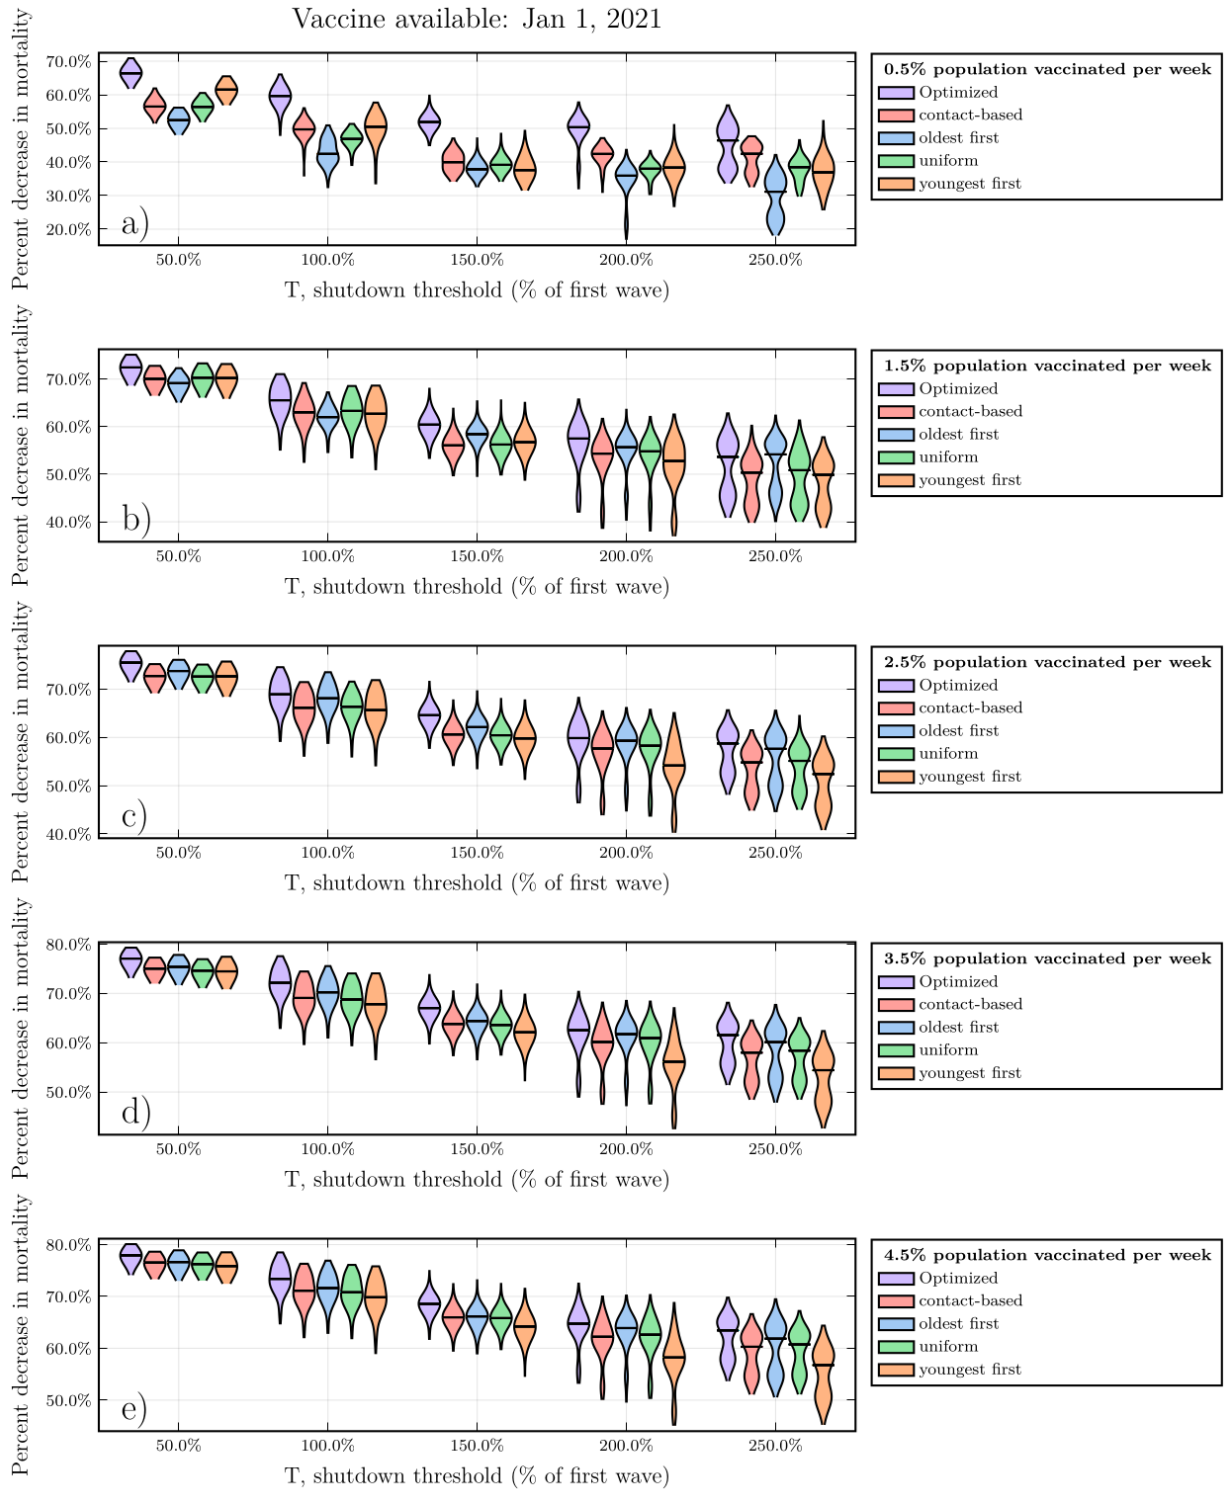 Vaccine available: Jan 1, 2021
Percent decrease in mortality
70.0%
60.0%
50.0%
40.0%
30.0%
20.0%
a)
50.0% 100.0% 150.0% 200.0% 250.0%
T, shutdown threshold (% of first wave)
0.5% population vaccinated per week
Optimized
contact-based
oldest first
uniform
youngest first
Percent decrease in mortality
70.0%
60.0%
50.0%
40.0%
b)
50.0% 100.0% 150.0% 200.0% 250.0%
T, shutdown threshold (% of first wave)
1.5% population vaccinated per week
Optimized
contact-based
oldest first
uniform
youngest first
Percent decrease in mortality
70.0%
60.0%
50.0%
40.0%
c)
50.0% 100.0% 150.0% 200.0% 250.0%
T, shutdown threshold (% of first wave)
2.5% population vaccinated per week
Optimized
contact-based
oldest first
uniform
youngest first
Percent decrease in mortality
80.0%
70.0%
60.0%
50.0%
d)
50.0% 100.0% 150.0% 200.0% 250.0%
T, shutdown threshold (% of first wave)
3.5% population vaccinated per week
Optimized
contact-based
oldest first
uniform
youngest first
Percent decrease in mortality
80.0%
70.0%
60.0%
50.0%
e)
50.0% 100.0% 150.0% 200.0% 250.0%
T, shutdown threshold (% of first wave)
4.5% population vaccinated per week
Optimized
contact-based
oldest first
uniform
youngest first